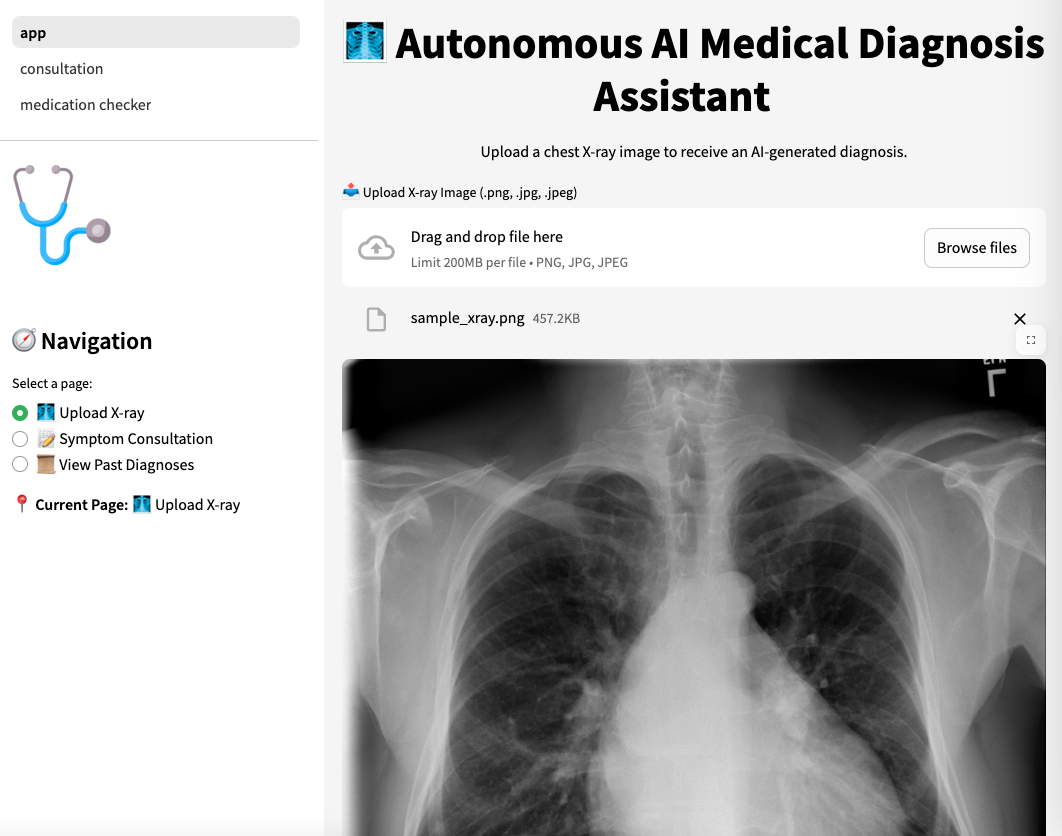 app
consultation
medication checker
Navigation
Select a page:
Upload X-ray
Symptom Consultation
View Past Diagnoses
Current Page: Upload X-ray
Autonomous AI Medical Diagnosis
Assistant
Upload a chest X-ray image to receive an AI-generated diagnosis.
Upload X-ray Image (.png, .jpg, .jpeg)
Drag and drop file here
Limit 200MB per file • PNG, JPG, JPEG
Browse files
sample_xray.png 457.2KB
L